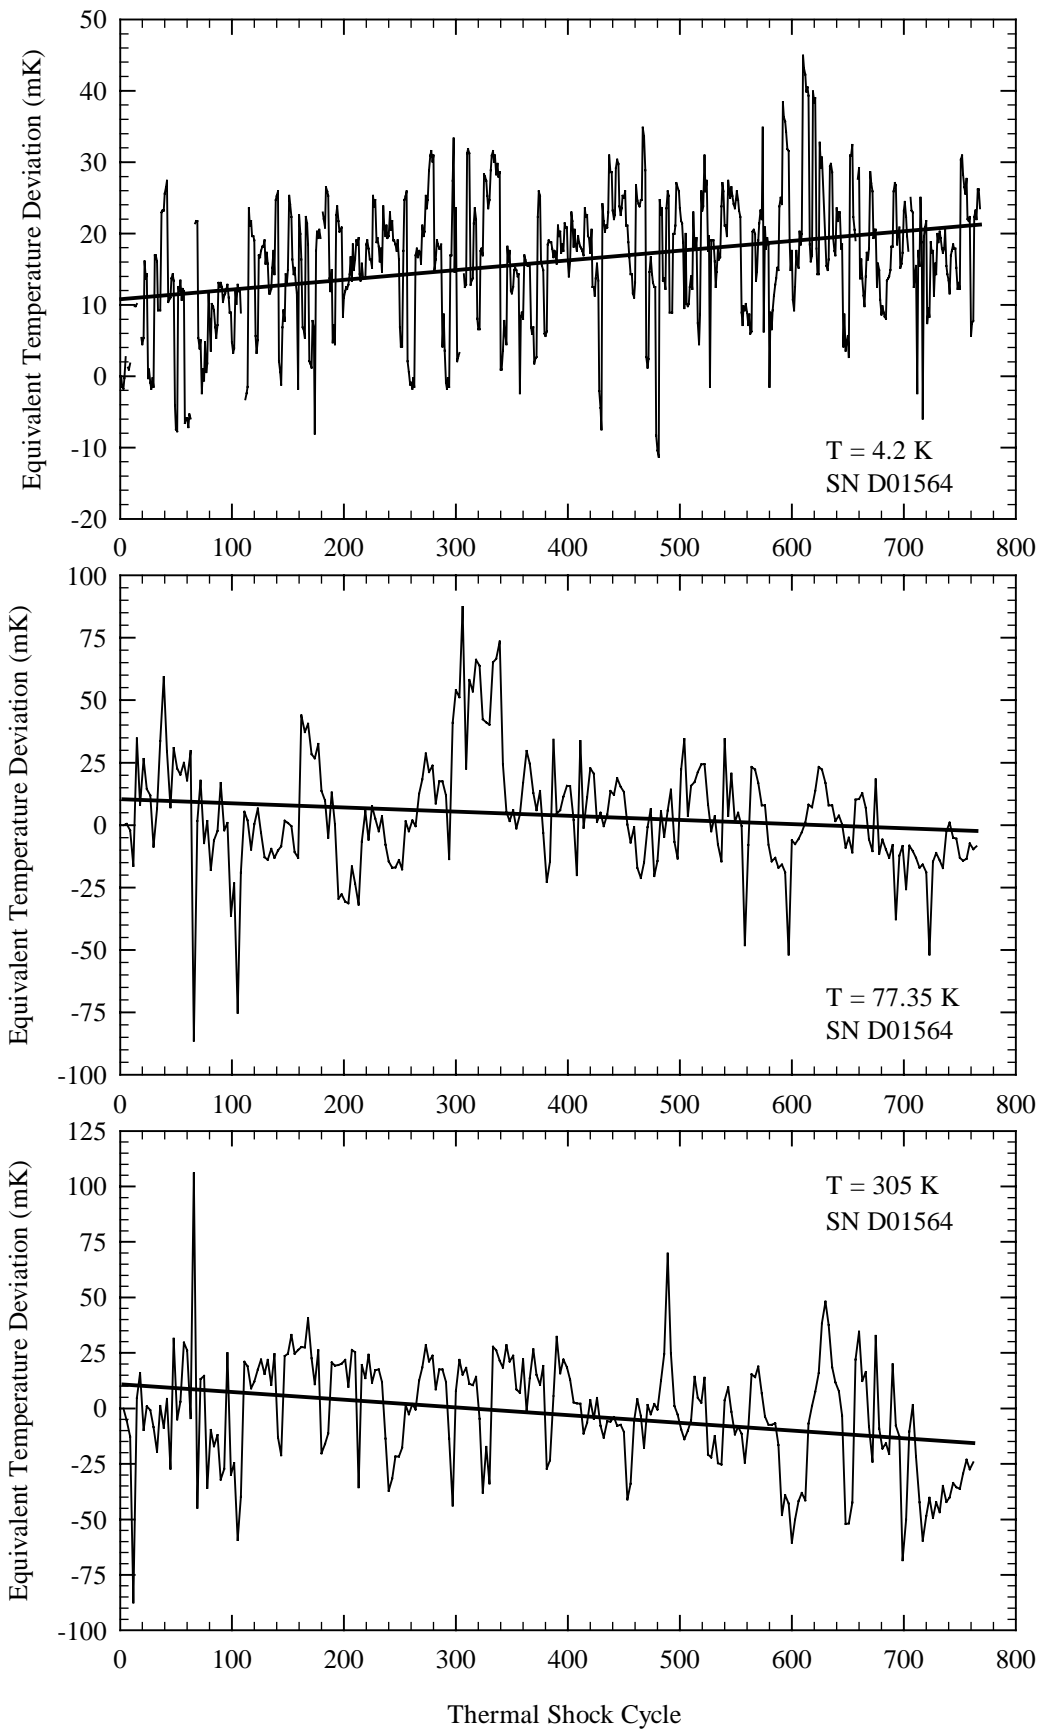 Equivalent Temperature Deviation (mK)
50
40
30
20
10
0
-10
-20
T = 4.2 K
SN D01564
0 100 200 300 400 500 600 700 800
Equivalent Temperature Deviation (mK)
100
75
50
25
0
-25
-50
-75
-100
T = 77.35 K
SN D01564
0 100 200 300 400 500 600 700 800
Equivalent Temperature Deviation (mK)
125
100
75
50
25
0
-25
-50
-75
-100
T = 305 K
SN D01564
0 100 200 300 400 500 600 700 800
Thermal Shock Cycle